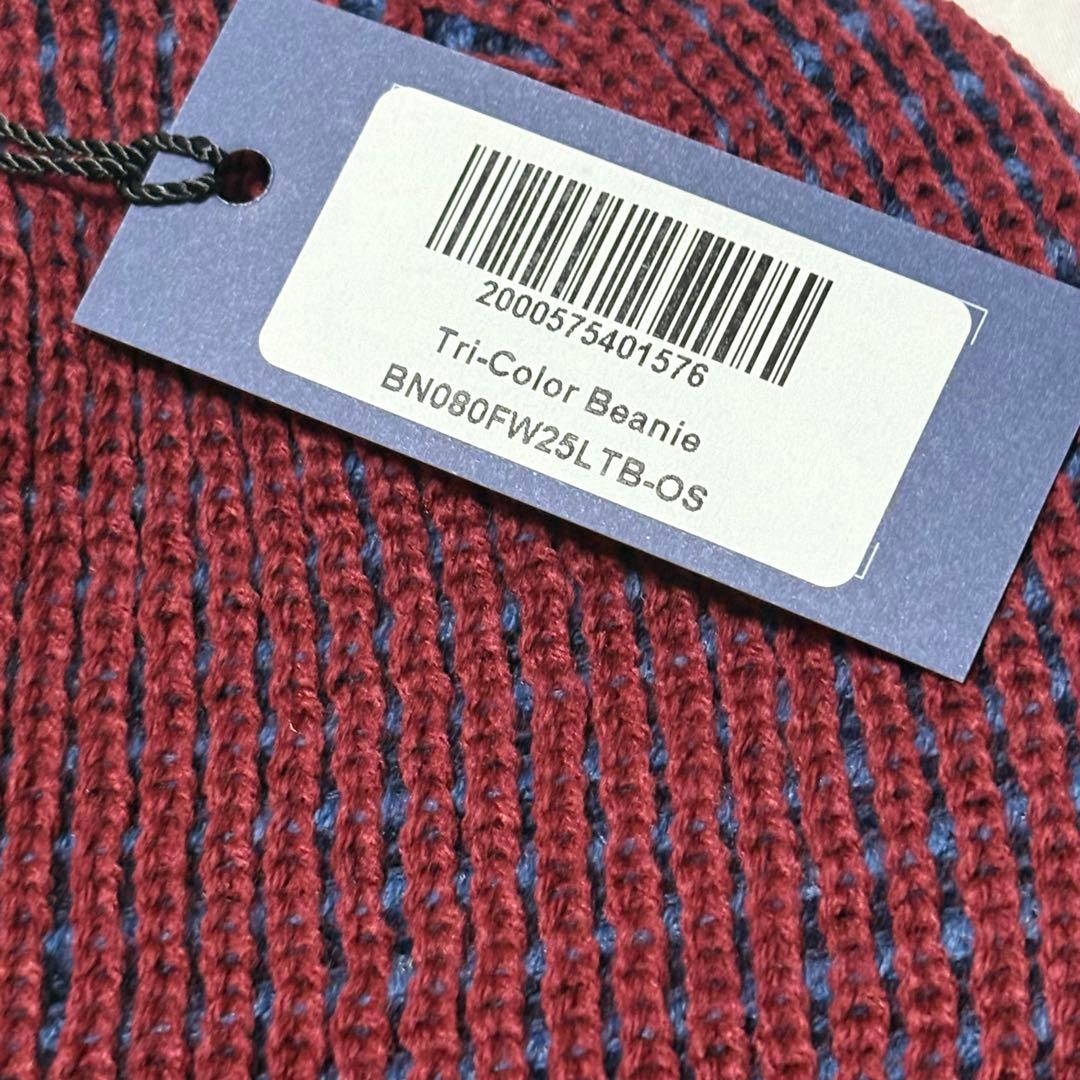 2000575401576
Tri-Color Beanie
BN080FW25LTB-OS